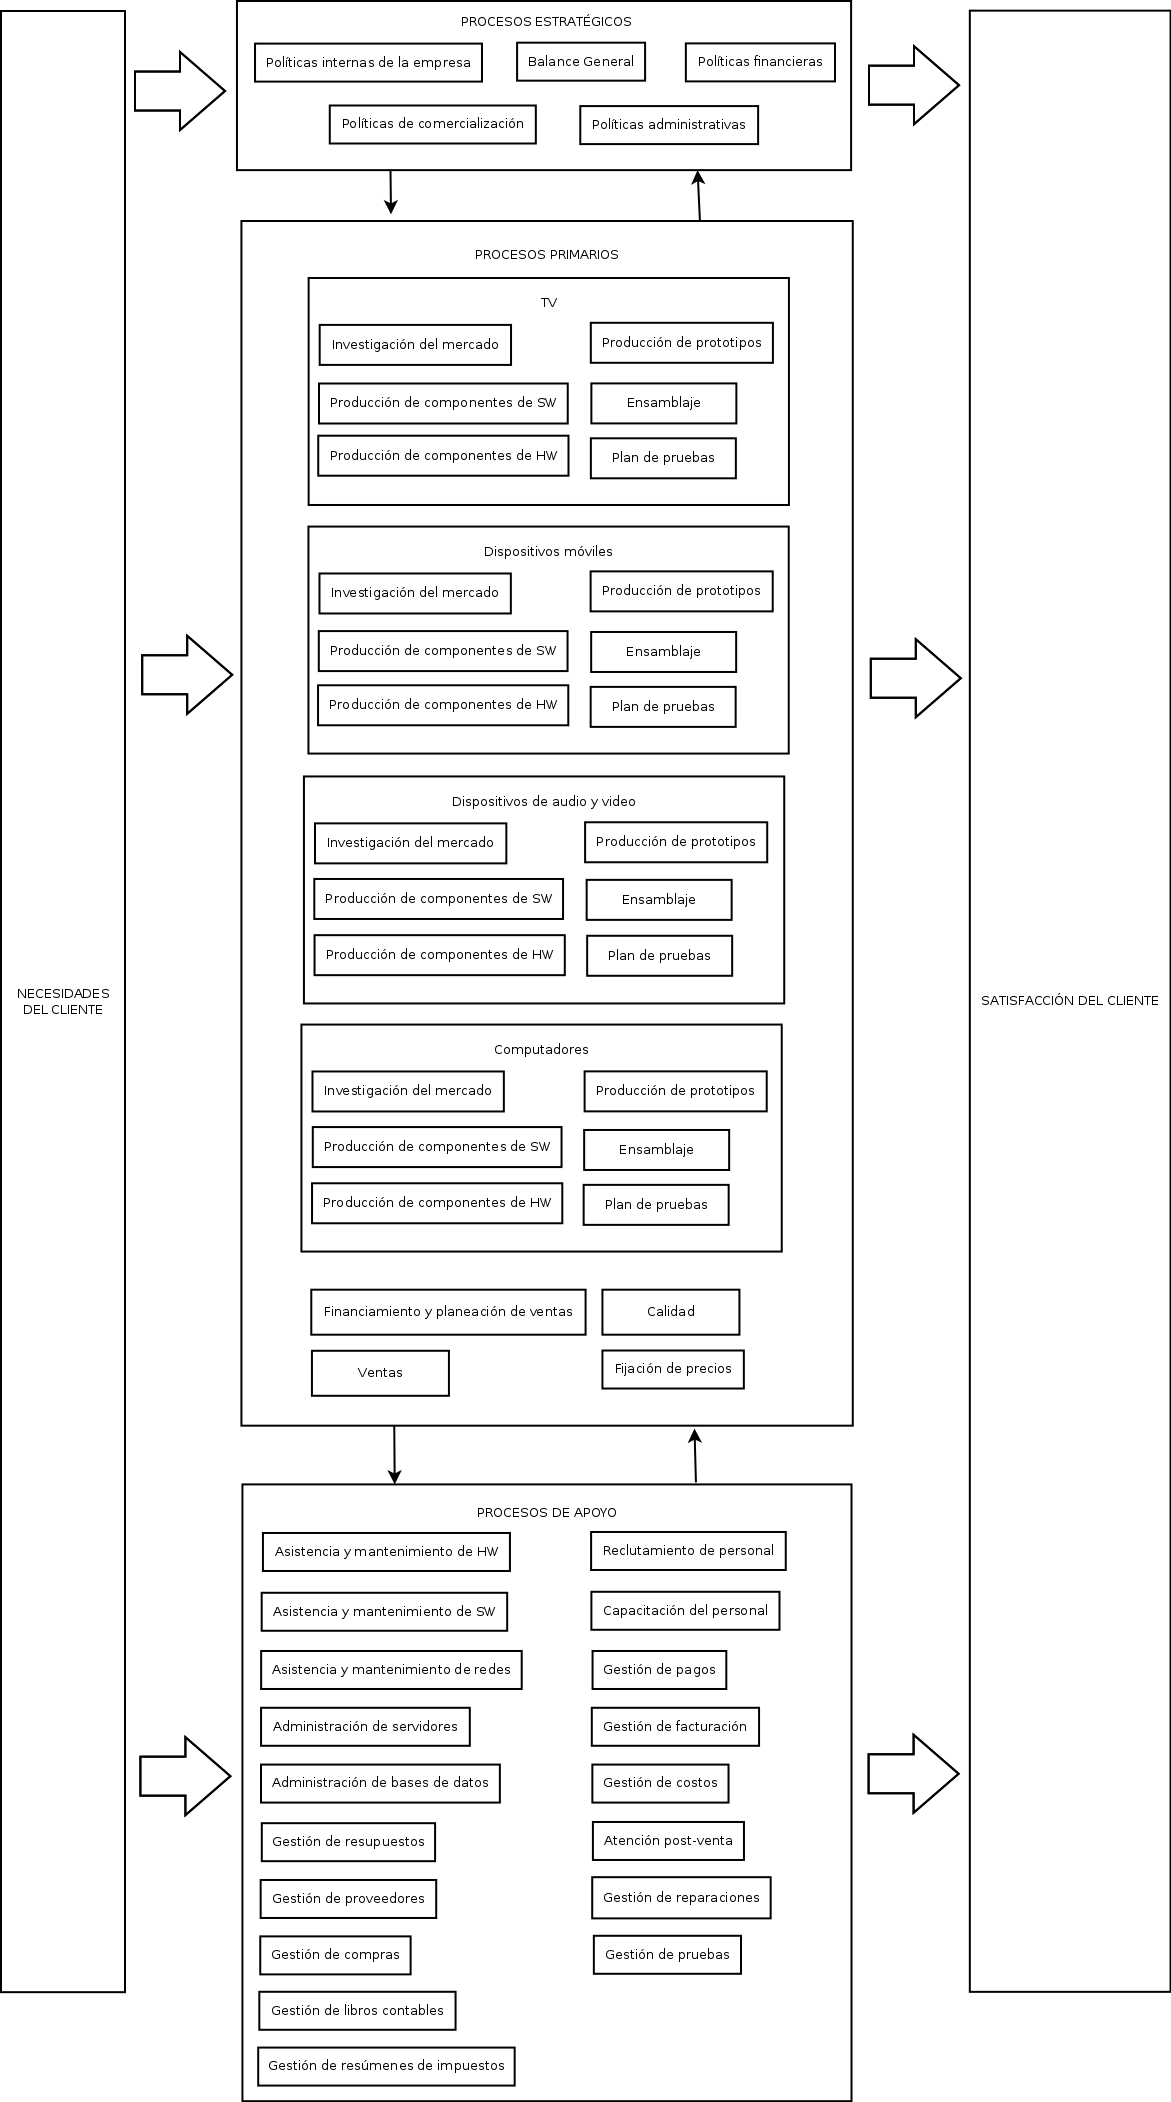 NECESIDADES
DEL CLIENTE
PROCESOS ESTRATÉGICOS
Políticas internas de la empresa
Balance General
Políticas financieras
Políticas de comercialización
Políticas administrativas
PROCESOS PRIMARIOS
TV
Investigación del mercado
Producción de prototipos
Producción de componentes de SW
Ensamblaje
Producción de componentes de HW
Plan de pruebas
Dispositivos móviles
Investigación del mercado
Producción de prototipos
Producción de componentes de SW
Ensamblaje
Producción de componentes de HW
Plan de pruebas
Dispositivos de audio y video
Investigación del mercado
Producción de prototipos
Producción de componentes de SW
Ensamblaje
Producción de componentes de HW
Plan de pruebas
Computadores
Investigación del mercado
Producción de prototipos
Producción de componentes de SW
Ensamblaje
Producción de componentes de HW
Plan de pruebas
Financiamiento y planeación de ventas
Calidad
Ventas
Fijación de precios
PROCESOS DE APOYO
Asistencia y mantenimiento de HW
Reclutamiento de personal
Asistencia y mantenimiento de SW
Capacitación del personal
Asistencia y mantenimiento de redes
Gestión de pagos
Administración de servidores
Gestión de facturación
Administración de bases de datos
Gestión de costos
Gestión de resupuestos
Atención post-venta
Gestión de proveedores
Gestión de reparaciones
Gestión de compras
Gestión de pruebas
Gestión de libros contables
Gestión de resúmenes de impuestos
SATISFACCIÓN DEL CLIENTE